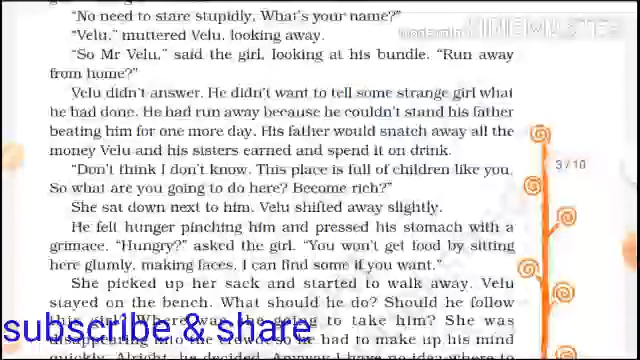 "No need to stare stupidly, What's your name?"
"Velu," muttered Velu, looking away.
"So Mr Velu," said the girl, looking at his bundle. "Run away
from home?"
Velu didn't answer. He didn't want to tell some strange girl what
he had done. He had run away because he couldn't stand his father
beating him for one more day. His father would snatch away all the
money Velu and his sisters earned and spend it on drink.
"Don't think I don't know. This place is full of children like you.
So what are you going to do here? Become rich?"
She sat down next to him. Velu shifted away slightly.
He felt hunger pinching him and pressed his stomach with a
grimace. "Hungry?" asked the girl. "You won't get food by sitting
here glumly, making faces. I can find some if you want."
She picked up her sack and started to walk away. Velu
stayed on the bench. What should he do? Should he follow
this girl? Where was she going to take him? She was
disappearing into the crowd, so he had to make up his mind
quickly. Alright, he decided. Anyway I have no idea where to
3/10
subscribe & share